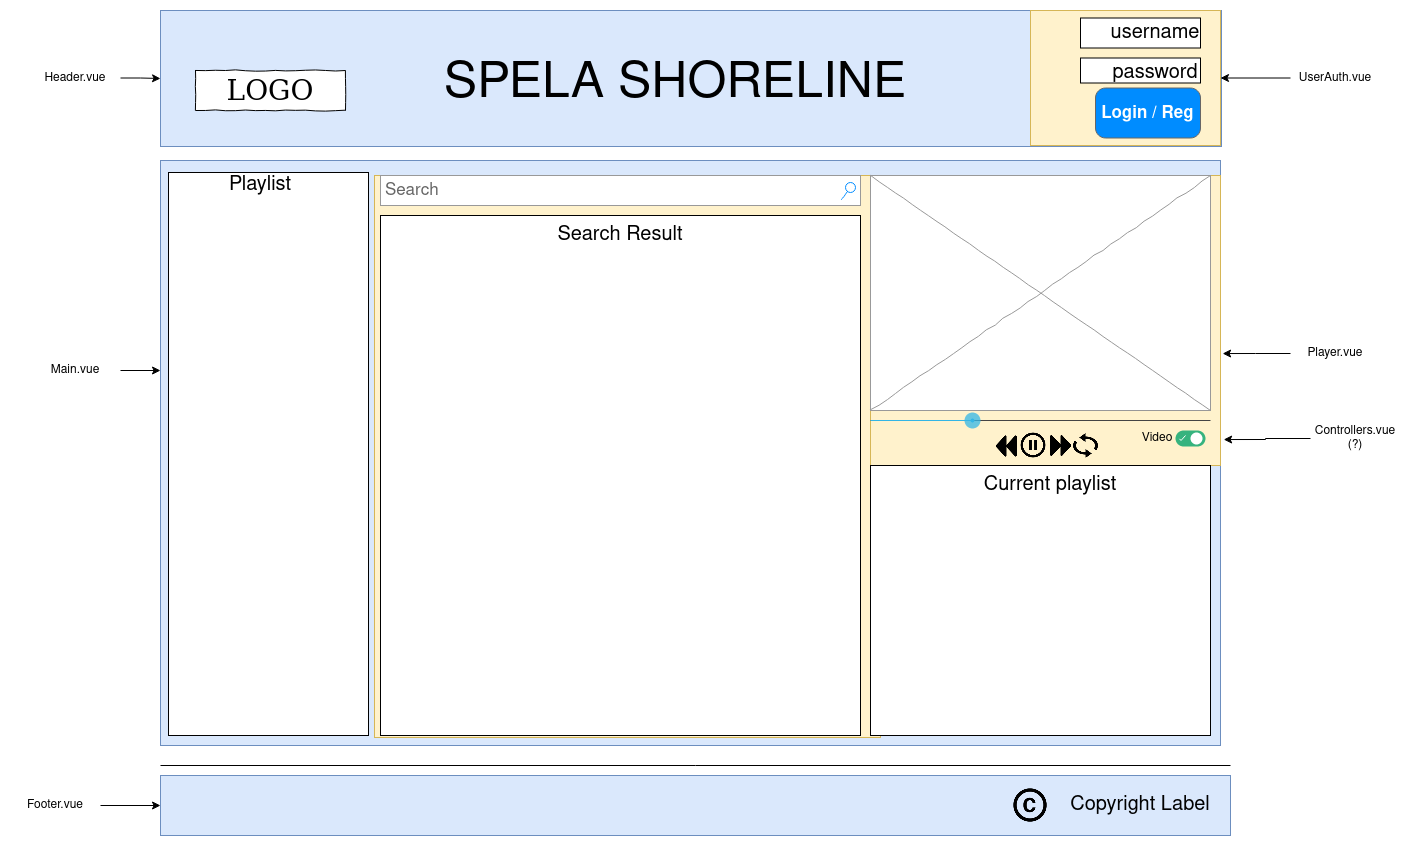 username
Header.vue
LOGO
SPELA SHORELINE
password
UserAuth.vue
Login / Reg
Playlist
Search
Search Result
Main.vue
Player.vue
Video
Controllers.vue
(?)
Current playlist
Footer.vue
C
Copyright Label